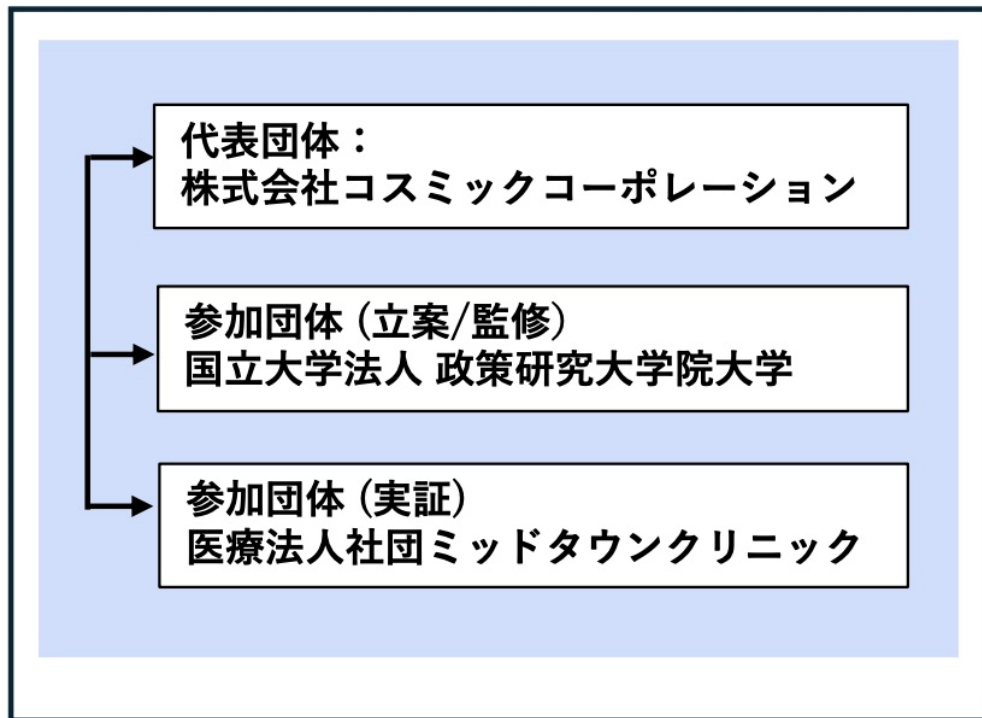 代表団体：
株式会社コスミックコーポレーション
参加団体 (立案/監修)
国立大学法人 政策研究大学院大学
参加団体 (実証)
医療法人社団ミッドタウンクリニック